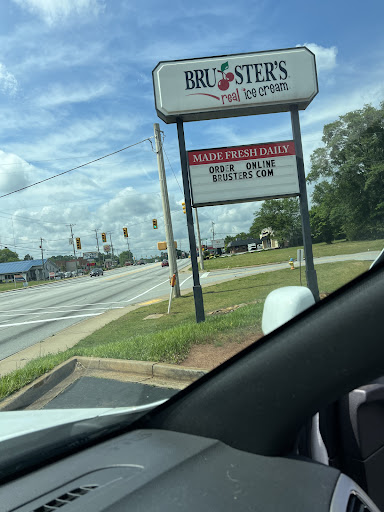 BRUSTER'S
real ice cream
MADE FRESH DAILY
ORDER ONLINE
BRUSTERS COM